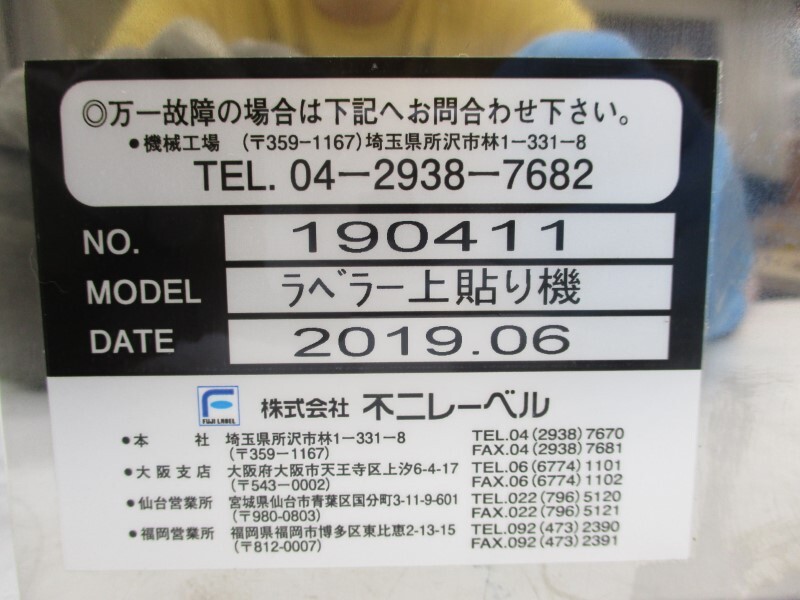 ◎万一故障の場合は下記へお問合わせ下さい。
●機械工場 (〒359-1167)埼玉県所沢市林1-331-8
TEL. 04-2938-7682
NO. 190411
MODEL ラベラー上貼り機
DATE 2019.06
FUJI LABEL 株式会社 不二レーベル
●本 社 埼玉県所沢市林1-331-8 TEL.04(2938)7670
(〒359-1167) FAX.04(2938)7681
●大阪支店 大阪府大阪市天王寺区上汐6-4-17 TEL.06(6774)1101
(〒543-0002) FAX.06(6774)1102
●仙台営業所 宮城県仙台市青葉区国分町3-11-9-601 TEL.022(796)5120
(〒980-0803) FAX.022(796)5121
●福岡営業所 福岡県福岡市博多区東比恵2-13-15 TEL.092(473)2390
(〒812-0007) FAX.092(473)2391